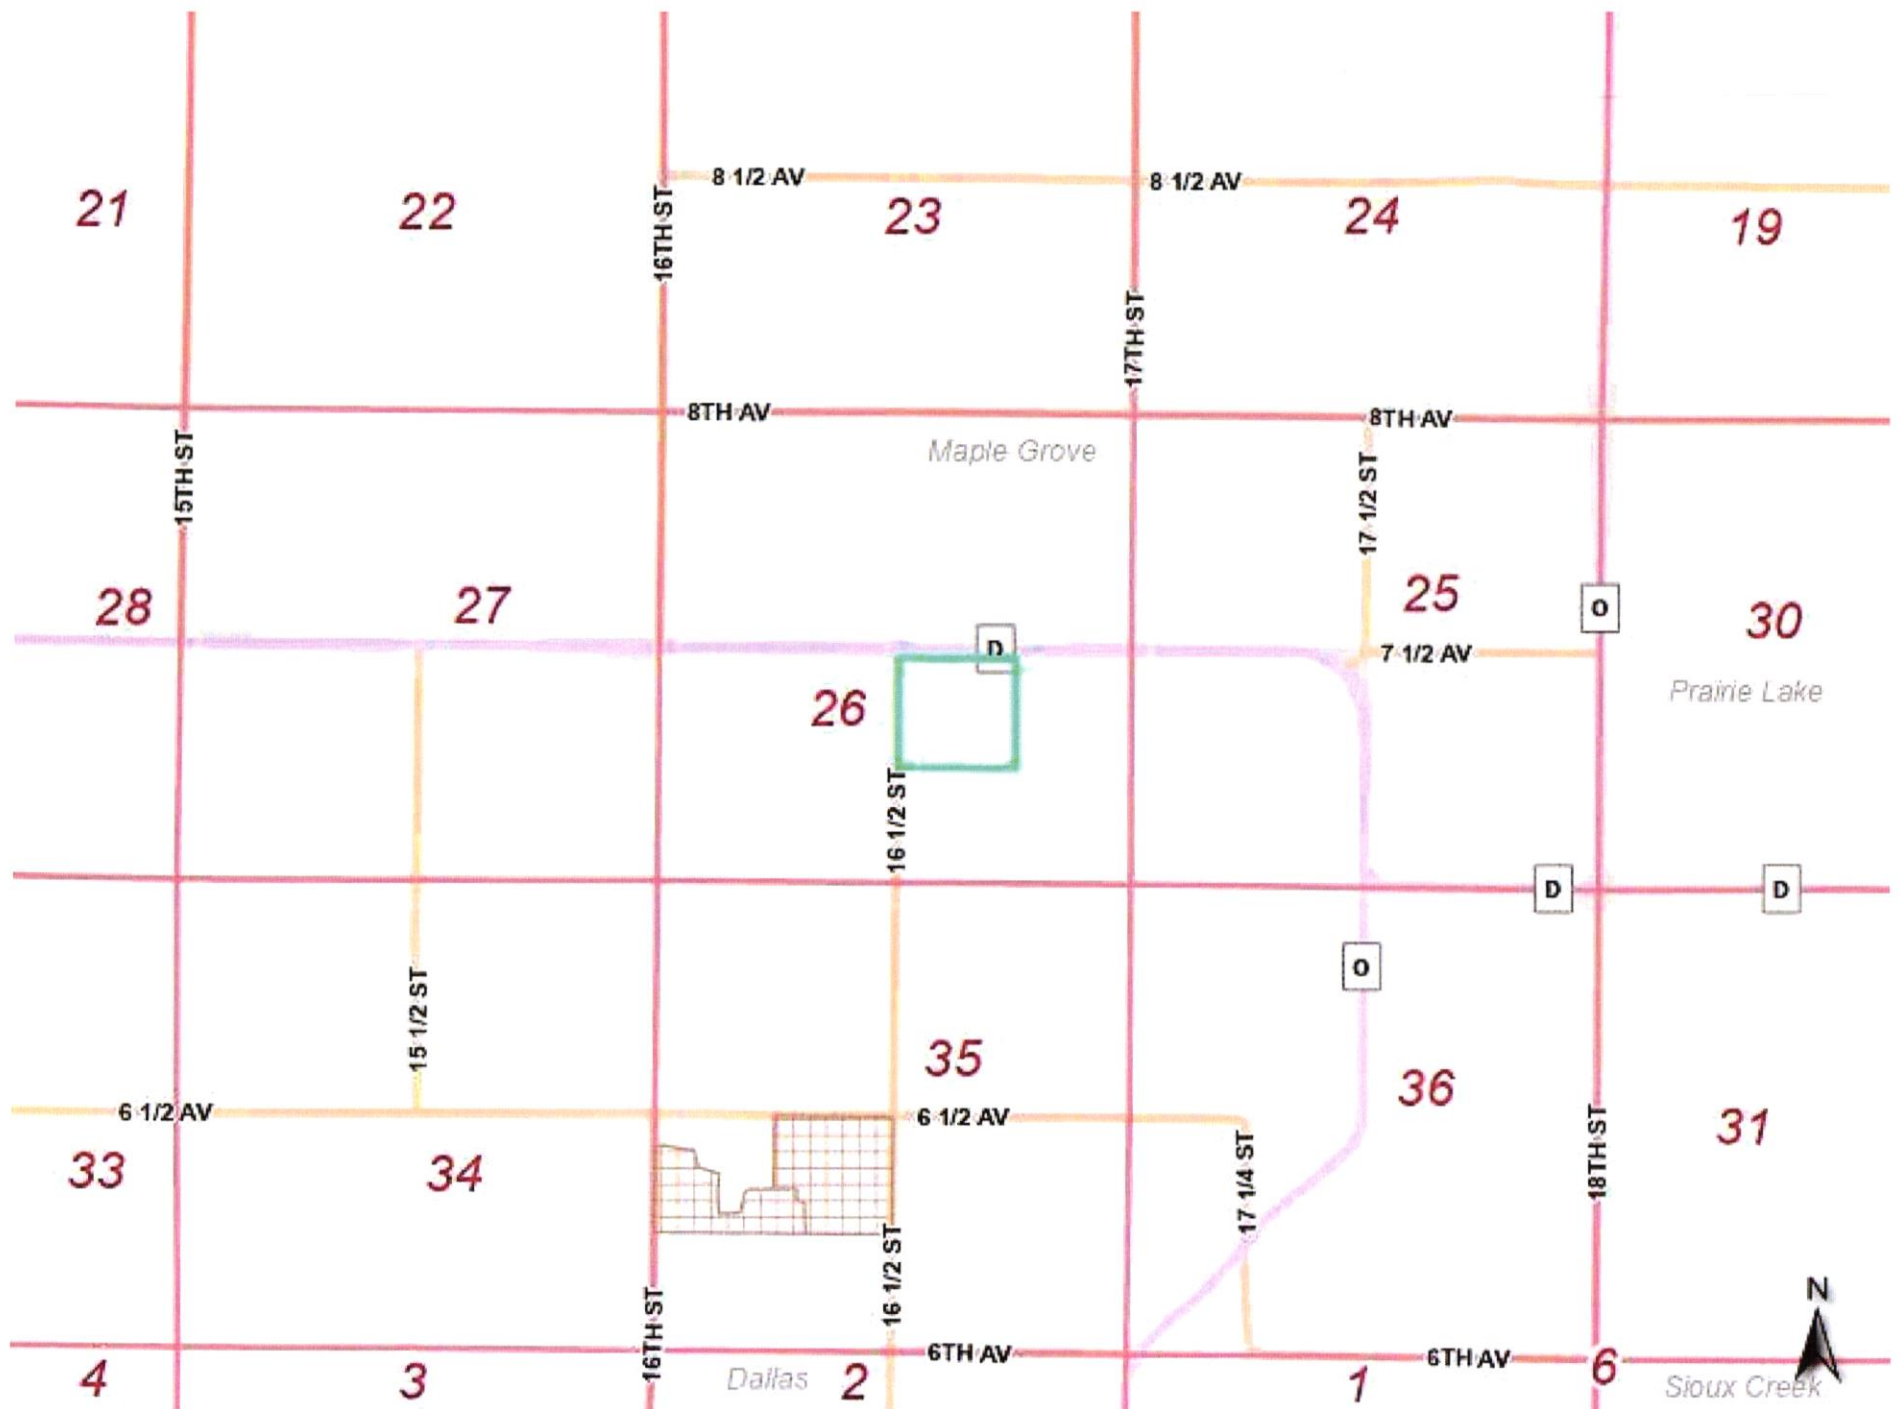 8 1/2 AV
8 1/2 AV
21
22
23
24
19
16TH ST
17TH ST
8TH AV
8TH AV
Maple Grove
15TH ST
17 1/2 ST
28
27
25
O
30
D
7 1/2 AV
26
Prairie Lake
16 1/2 ST
D
D
O
15 1/2 ST
35
36
6 1/2 AV
6 1/2 AV
31
33
34
17 1/4 ST
18TH ST
16 1/2 ST
N
16TH ST
6TH AV
6TH AV
4
3
Dallas
2
1
6
Sioux Creek